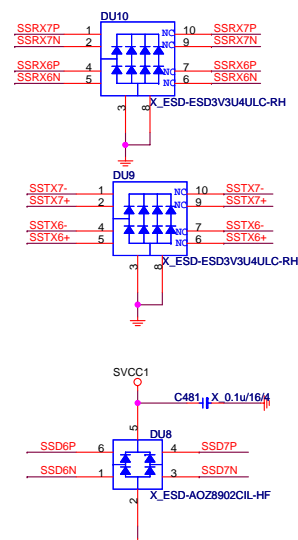 DU10
SSRX7P 1 NC 10 SSRX7P
SSRX7N 2 NC 9 SSRX7N
SSRX6P 4 NC 7 SSRX6P
SSRX6N 5 NC 6 SSRX6N
3 8 X_ESD-ESD3V3U4ULC-RH
DU9
SSTX7- 1 NC 10 SSTX7-
SSTX7+ 2 NC 9 SSTX7+
SSTX6- 4 NC 7 SSTX6-
SSTX6+ 5 NC 6 SSTX6+
3 8 X_ESD-ESD3V3U4ULC-RH
SVCC1
C481 X_0.1u/16/4
5 DU8
SSD6P 6 4 SSD7P
SSD6N 1 3 SSD7N
2 X_ESD-AOZ8902CIL-HF